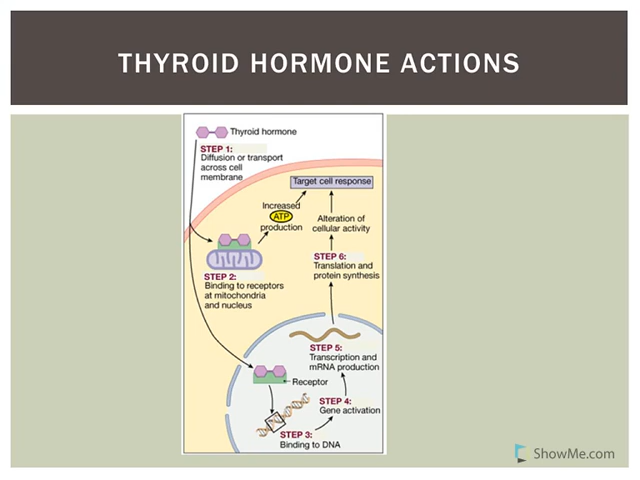 THYROID HORMONE ACTIONS
Thyroid hormone
STEP 1:
Diffusion or transport
across cell
membrane
Target cell response
Increased
ATP
production
Alteration of
cellular activity
STEP 2:
Binding to receptors
at mitochondria
and nucleus
STEP 6:
Translation and
protein synthesis
STEP 5:
Transcription and
mRNA production
Receptor
STEP 4:
Gene activation
STEP 3:
Binding to DNA
ShowMe.com